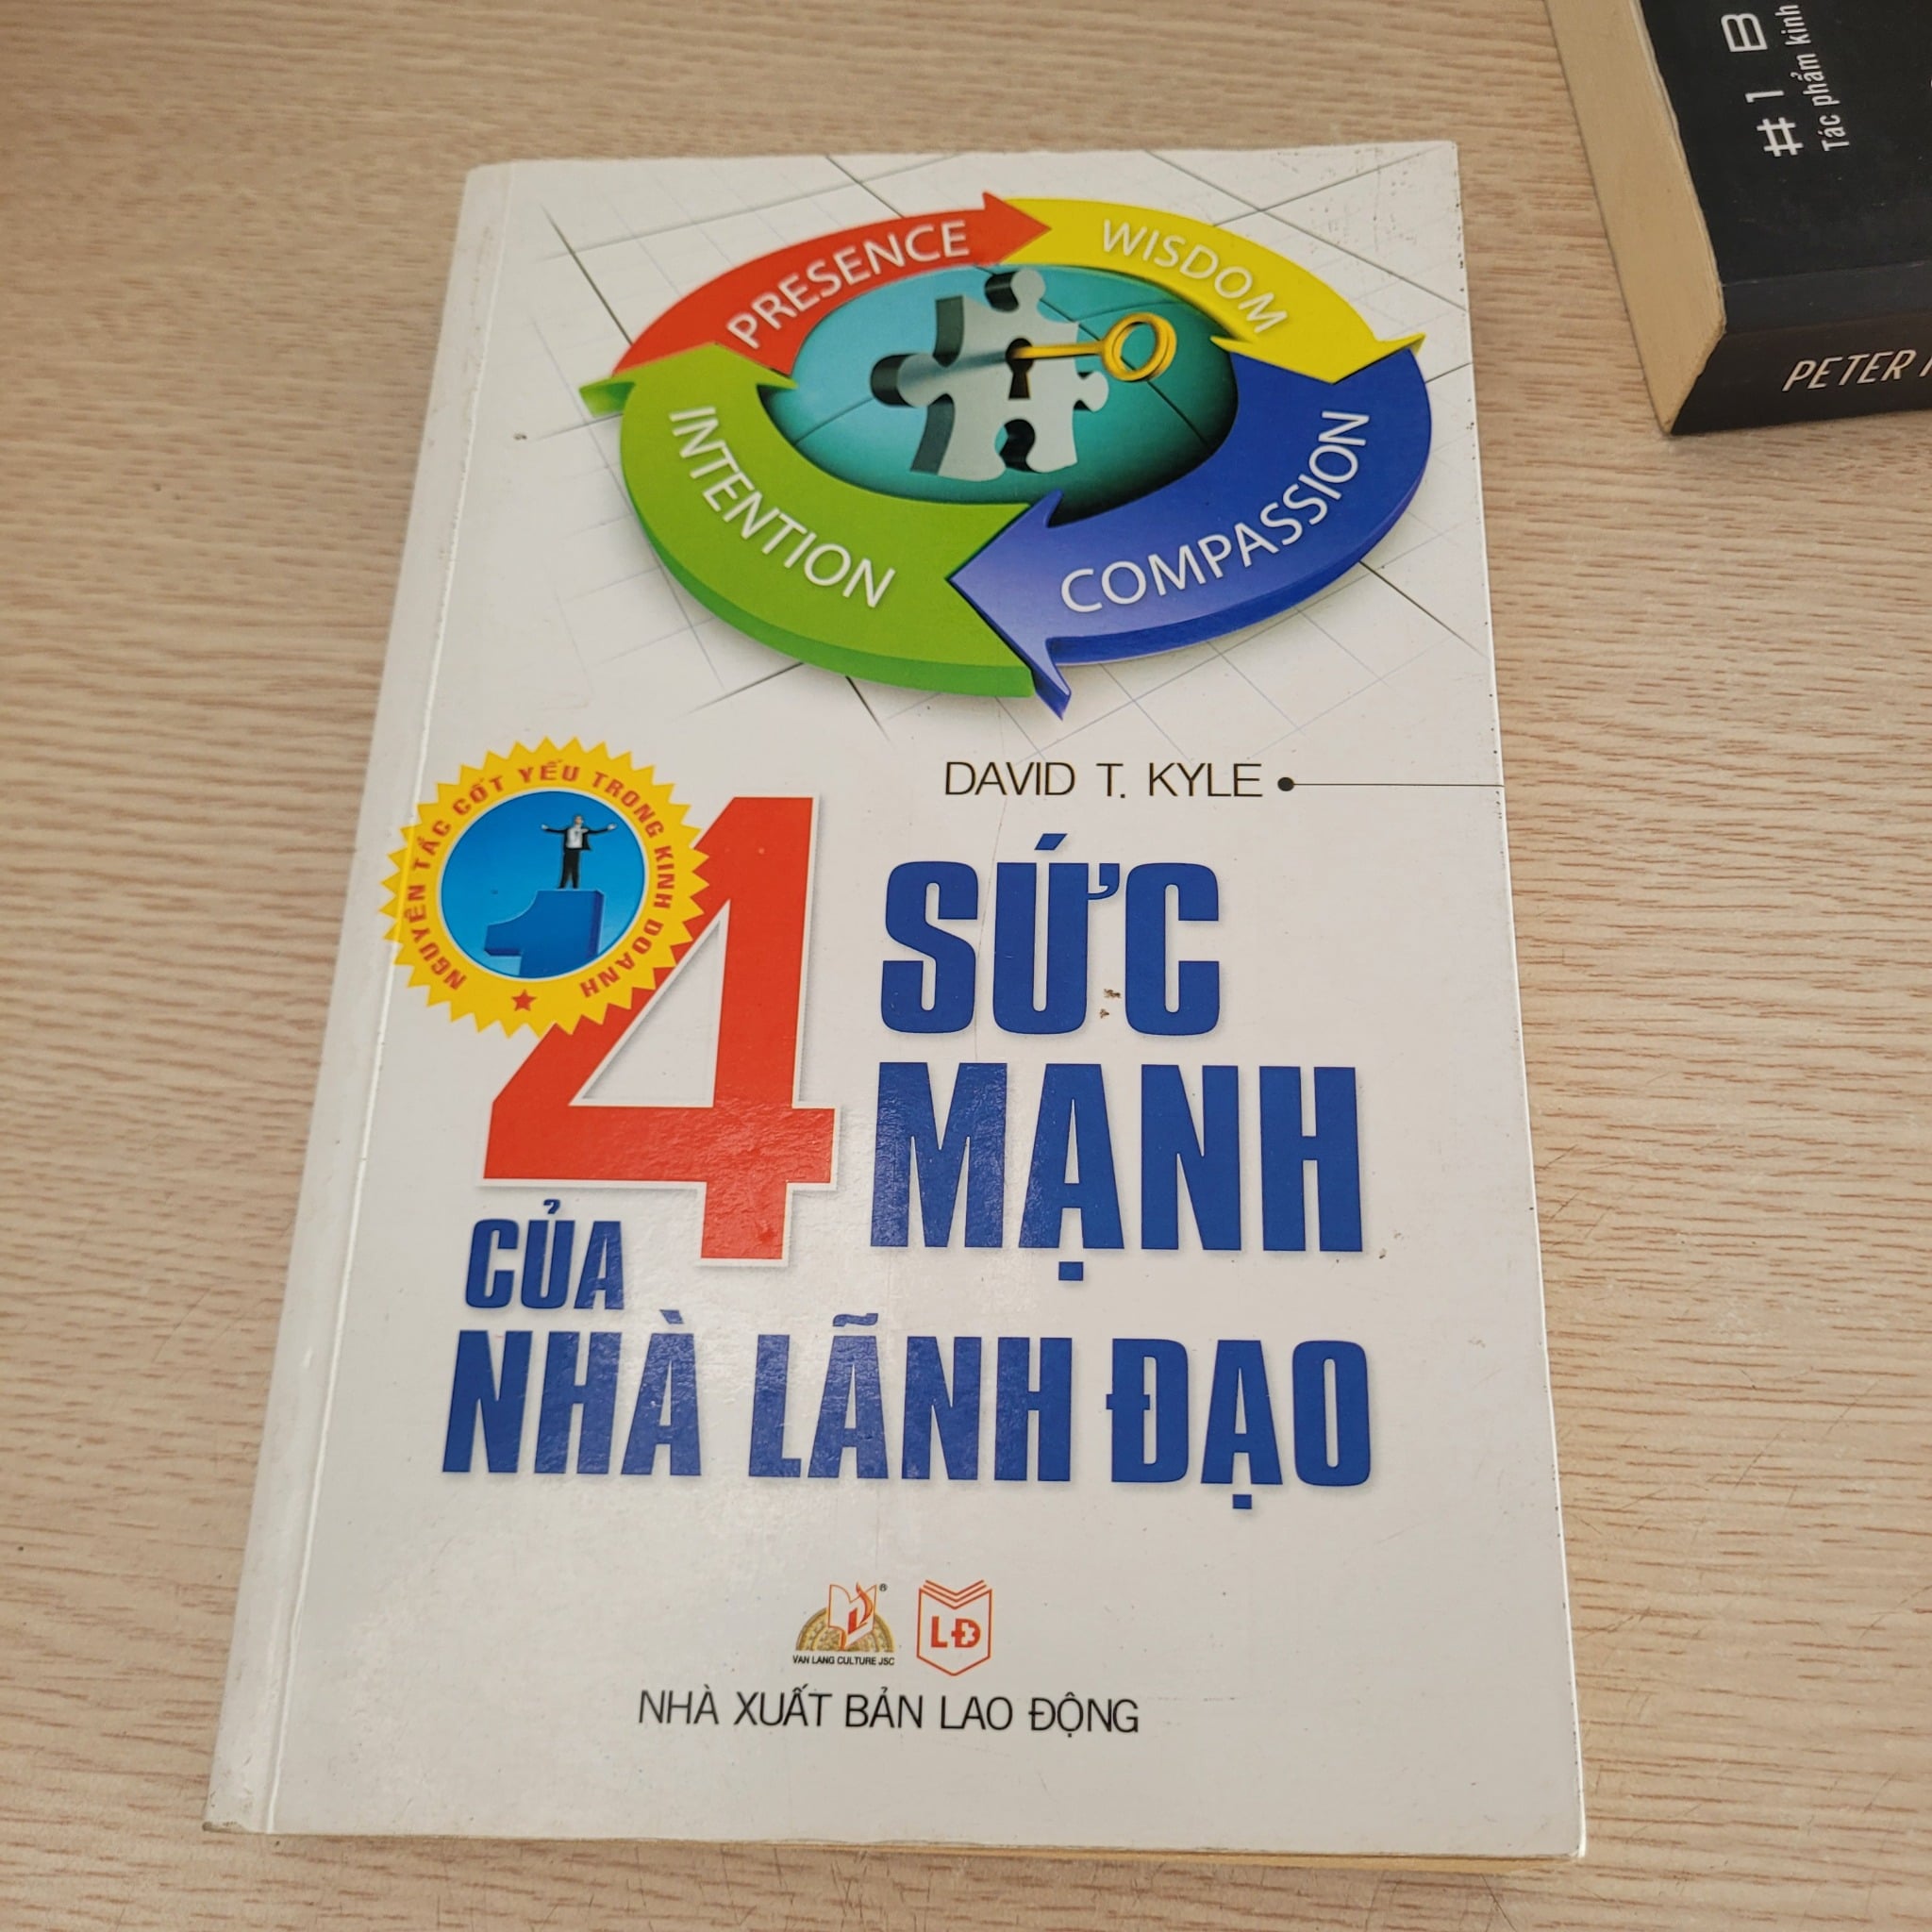 PRESENCE
WISDOM
INTENTION
COMPASSION
DAVID T. KYLE
NGUYÊN TẮC CỐT YẾU TRONG KINH DOANH
4 SỨC
MẠNH
CỦA
NHÀ LÃNH ĐẠO
VAN LANG CULTURE JSC
LĐ
NHÀ XUẤT BẢN LAO ĐỘNG
#1 B
Tác phẩm kinh
PETER